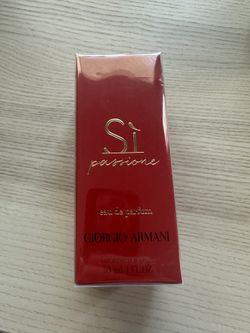 Sì
passione
eau de parfum
GIORGIO ARMANI